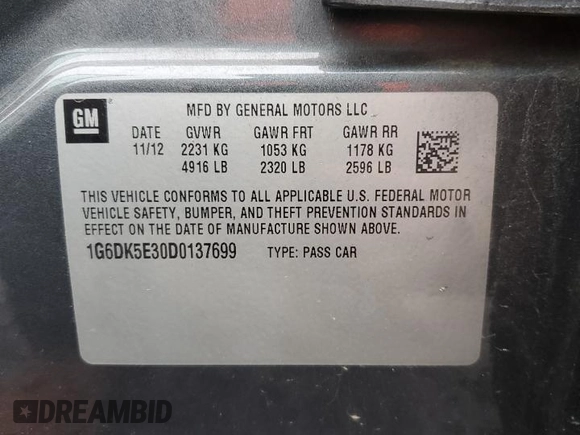 GM
MFD BY GENERAL MOTORS LLC
DATE GVWR GAWR FRT GAWR RR
11/12 2231 KG 1053 KG 1178 KG
4916 LB 2320 LB 2596 LB
THIS VEHICLE CONFORMS TO ALL APPLICABLE U.S. FEDERAL MOTOR
VEHICLE SAFETY, BUMPER, AND THEFT PREVENTION STANDARDS IN
EFFECT ON THE DATE OF MANUFACTURE SHOWN ABOVE.
1G6DK5E30D0137699 TYPE: PASS CAR
DREAMBID